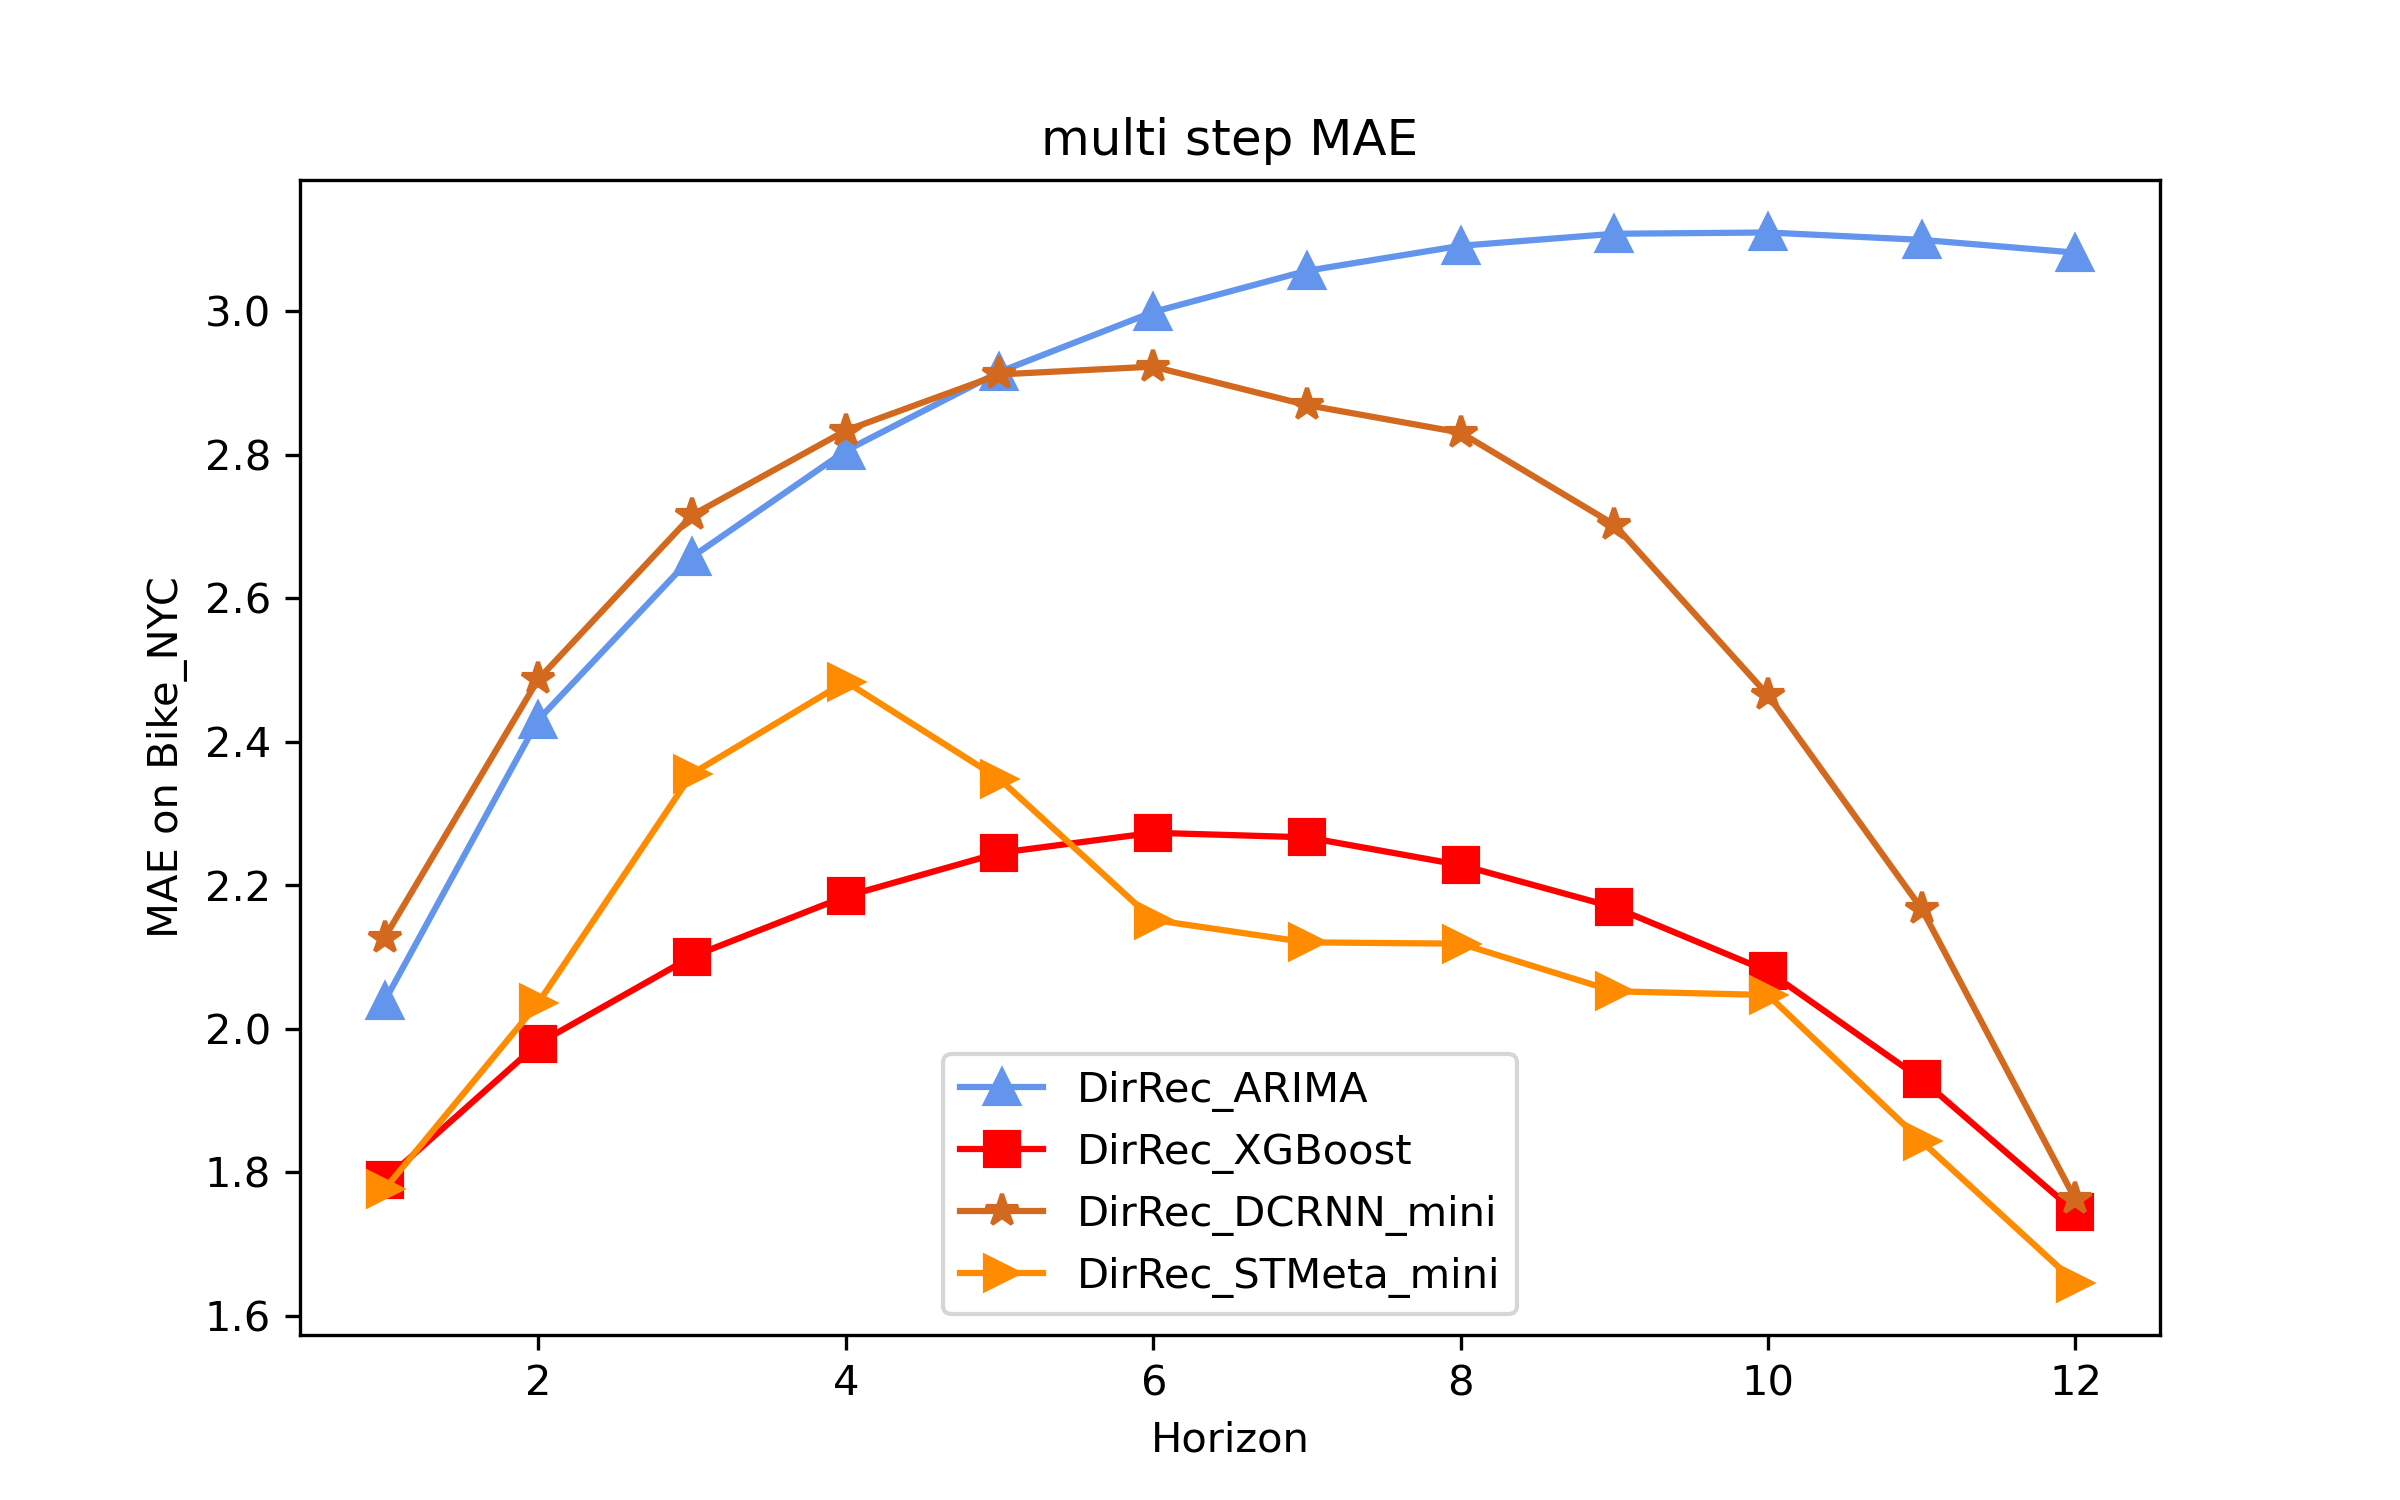 multi step MAE
MAE on Bike_NYC
3.0
2.8
2.6
2.4
2.2
2.0
1.8
1.6
DirRec_ARIMA
DirRec_XGBoost
DirRec_DCRNN_mini
DirRec_STMeta_mini
2 4 6 8 10 12
Horizon